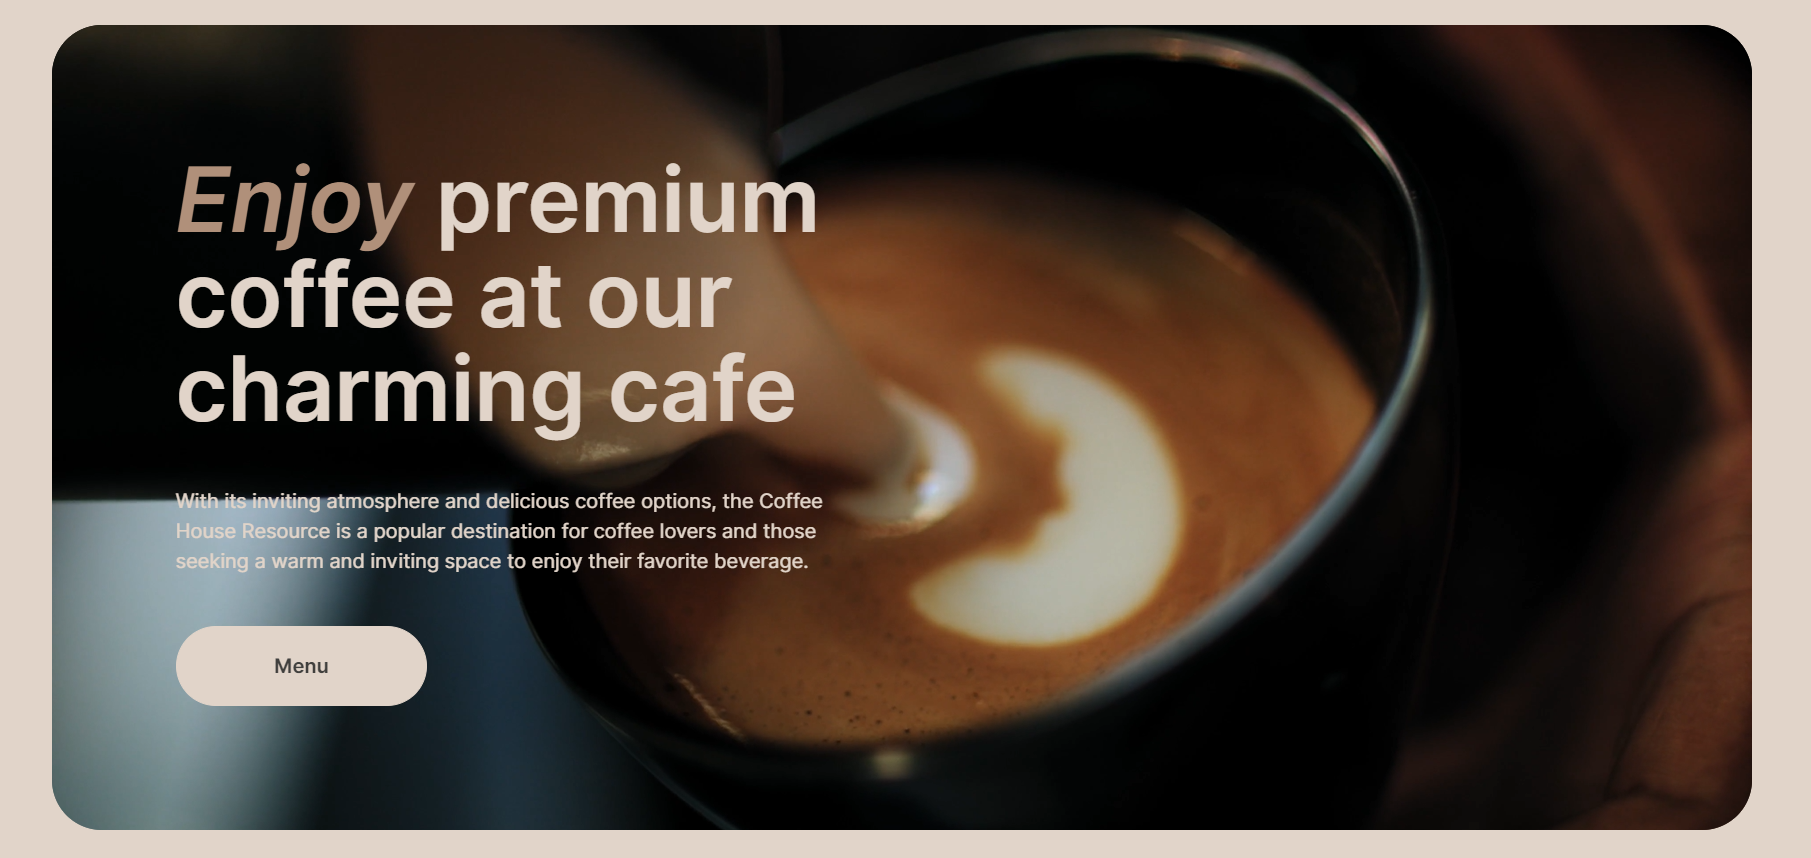 Enjoy premium
coffee at our
charming cafe
With its inviting atmosphere and delicious coffee options, the Coffee
House Resource is a popular destination for coffee lovers and those
seeking a warm and inviting space to enjoy their favorite beverage.
Menu